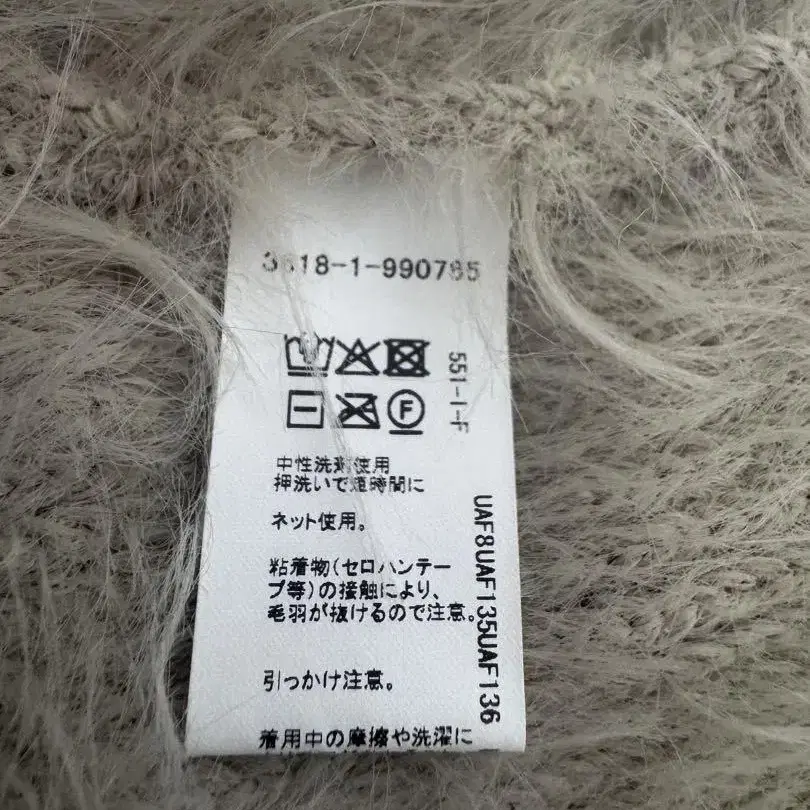 3618-1-990785
551-I-F
F
中性洗剤使用
押洗いで短時間に
ネット使用。
粘着物(セロハンテー
プ等)の接触により、
毛羽が抜けるので注意。
引っかけ注意。
着用中の摩擦や洗濯に
UAF8UAF135UAF136